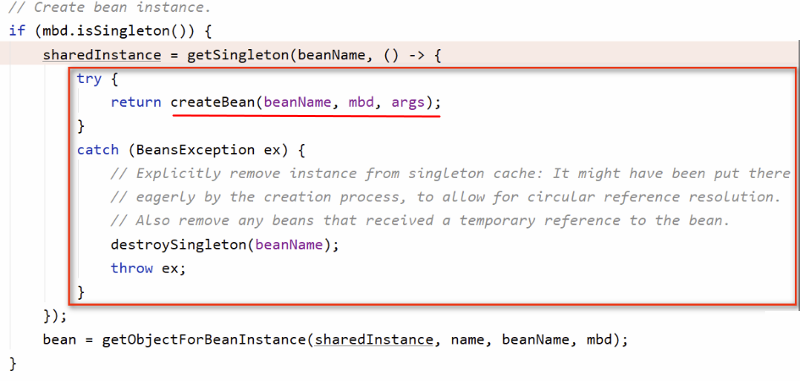 // Create bean instance.
if (mbd.isSingleton()) {
sharedInstance = getSingleton(beanName, () -> {
try {
return createBean(beanName, mbd, args);
}
catch (BeansException ex) {
// Explicitly remove instance from singleton cache: It might have been put there
// eagerly by the creation process, to allow for circular reference resolution.
// Also remove any beans that received a temporary reference to the bean.
destroySingleton(beanName);
throw ex;
}
});
bean = getObjectForBeanInstance(sharedInstance, name, beanName, mbd);
}